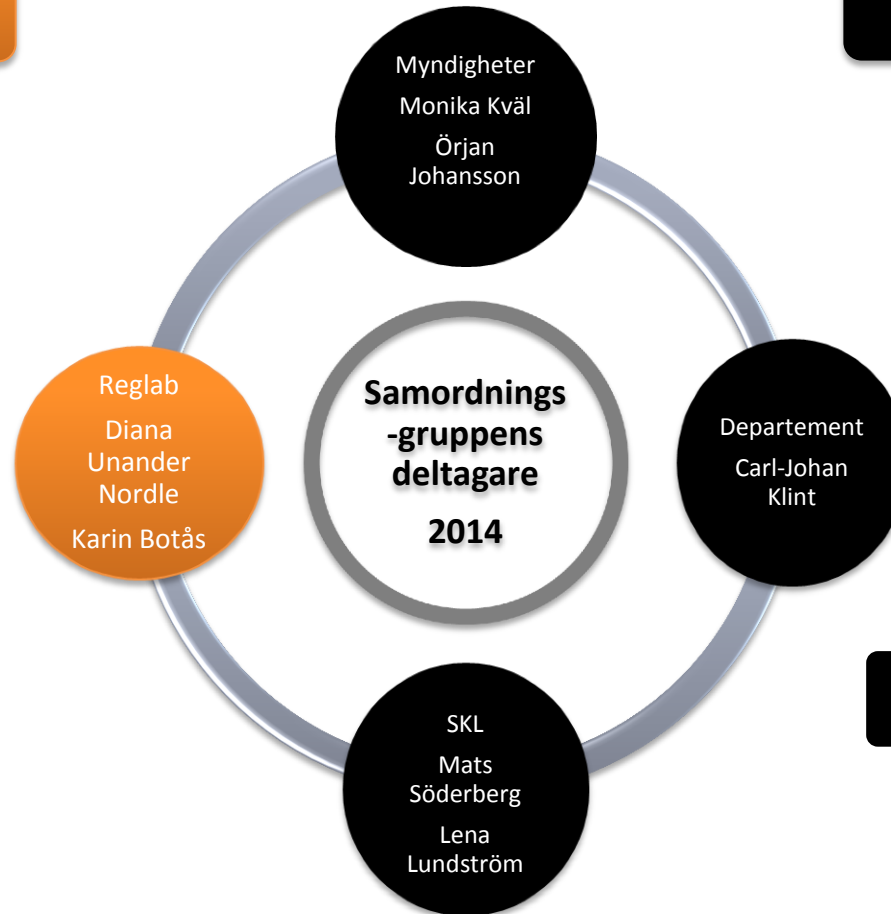 Myndigheter
Monika Kväl
Örjan
Johansson
Reglab
Diana
Unander
Nordle
Karin Botås
Samordnings
-gruppens
deltagare
2014
Departement
Carl-Johan
Klint
SKL
Mats
Söderberg
Lena
Lundström